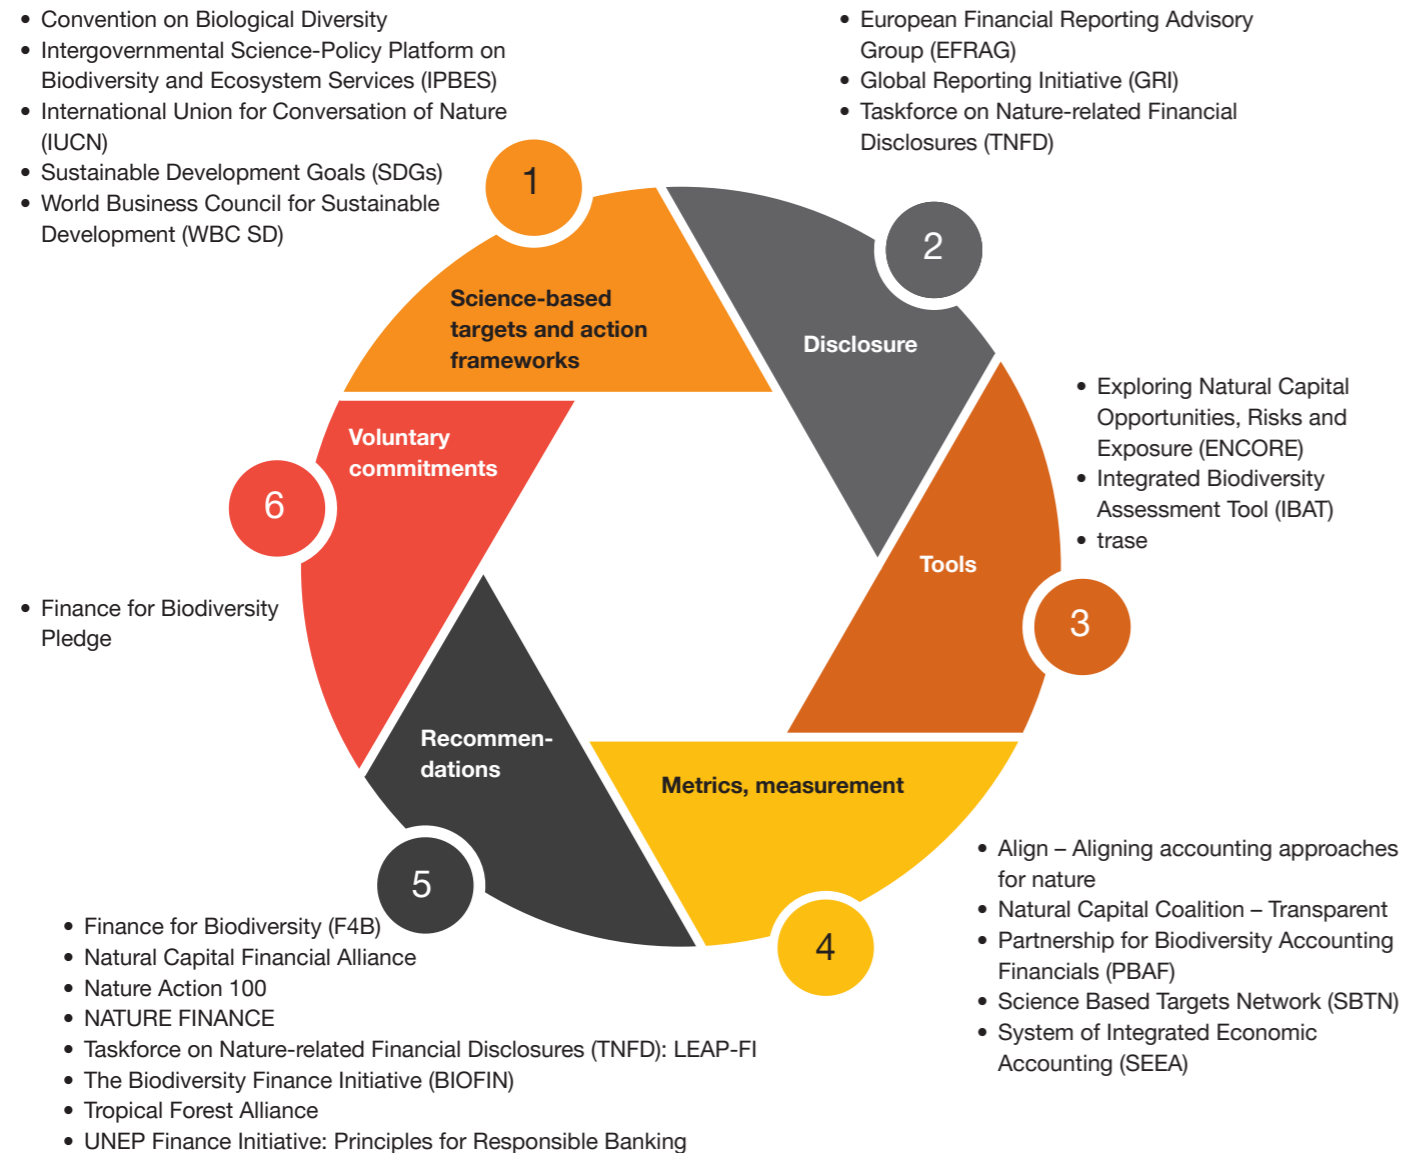 • Convention on Biological Diversity
• Intergovernmental Science-Policy Platform on
Biodiversity and Ecosystem Services (IPBES)
• International Union for Conversation of Nature
(IUCN)
• Sustainable Development Goals (SDGs)
• World Business Council for Sustainable
Development (WBC SD)
1
Science-based
targets and action
frameworks
• European Financial Reporting Advisory
Group (EFRAG)
• Global Reporting Initiative (GRI)
• Taskforce on Nature-related Financial
Disclosures (TNFD)
2
Disclosure
• Exploring Natural Capital
Opportunities, Risks and
Exposure (ENCORE)
• Integrated Biodiversity
Assessment Tool (IBAT)
• trase
Tools
3
Metrics, measurement
4
• Align – Aligning accounting approaches
for nature
• Natural Capital Coalition – Transparent
• Partnership for Biodiversity Accounting
Financials (PBAF)
• Science Based Targets Network (SBTN)
• System of Integrated Economic
Accounting (SEEA)
Recommen-
dations
5
• Finance for Biodiversity (F4B)
• Natural Capital Financial Alliance
• Nature Action 100
• NATURE FINANCE
• Taskforce on Nature-related Financial Disclosures (TNFD): LEAP-FI
• The Biodiversity Finance Initiative (BIOFIN)
• Tropical Forest Alliance
• UNEP Finance Initiative: Principles for Responsible Banking
Voluntary
commitments
6
• Finance for Biodiversity
Pledge